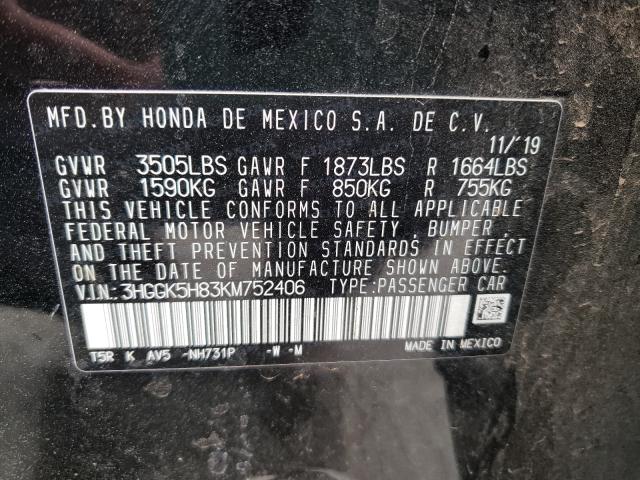 MFD.BY HONDA DE MEXICO S.A. DE C.V.
11/'19
GVWR 3505LBS GAWR F 1873LBS R 1664LBS
GVWR 1590KG GAWR F 850KG R 755KG
THIS VEHICLE CONFORMS TO ALL APPLICABLE
FEDERAL MOTOR VEHICLE SAFETY , BUMPER ,
AND THEFT PREVENTION STANDARDS IN EFFECT
ON THE DATE OF MANUFACTURE SHOWN ABOVE.
V.I.N.:3HGGK5H83KM752406 TYPE:PASSENGER CAR
T5R K AV5 -NH731P -W -M
MADE IN MEXICO